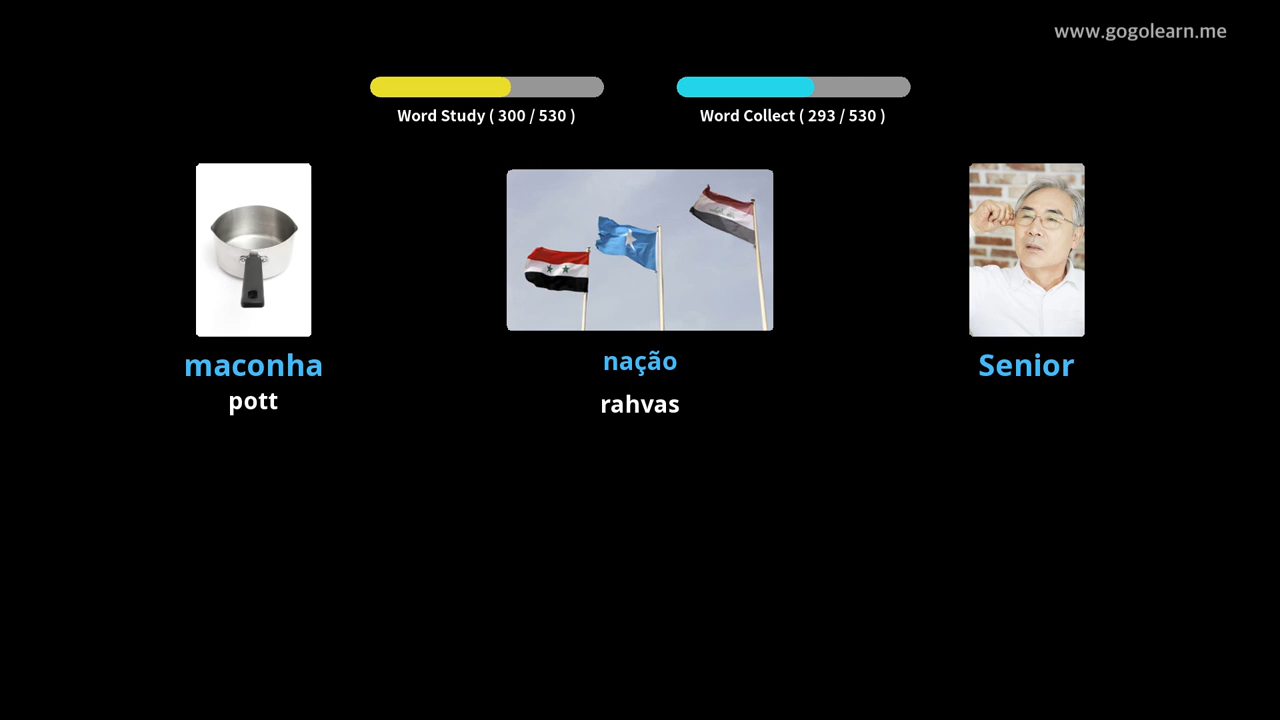 www.gogolearn.me
Word Study ( 300 / 530 )
Word Collect ( 293 / 530 )
maconha
pott
nação
rahvas
Senior